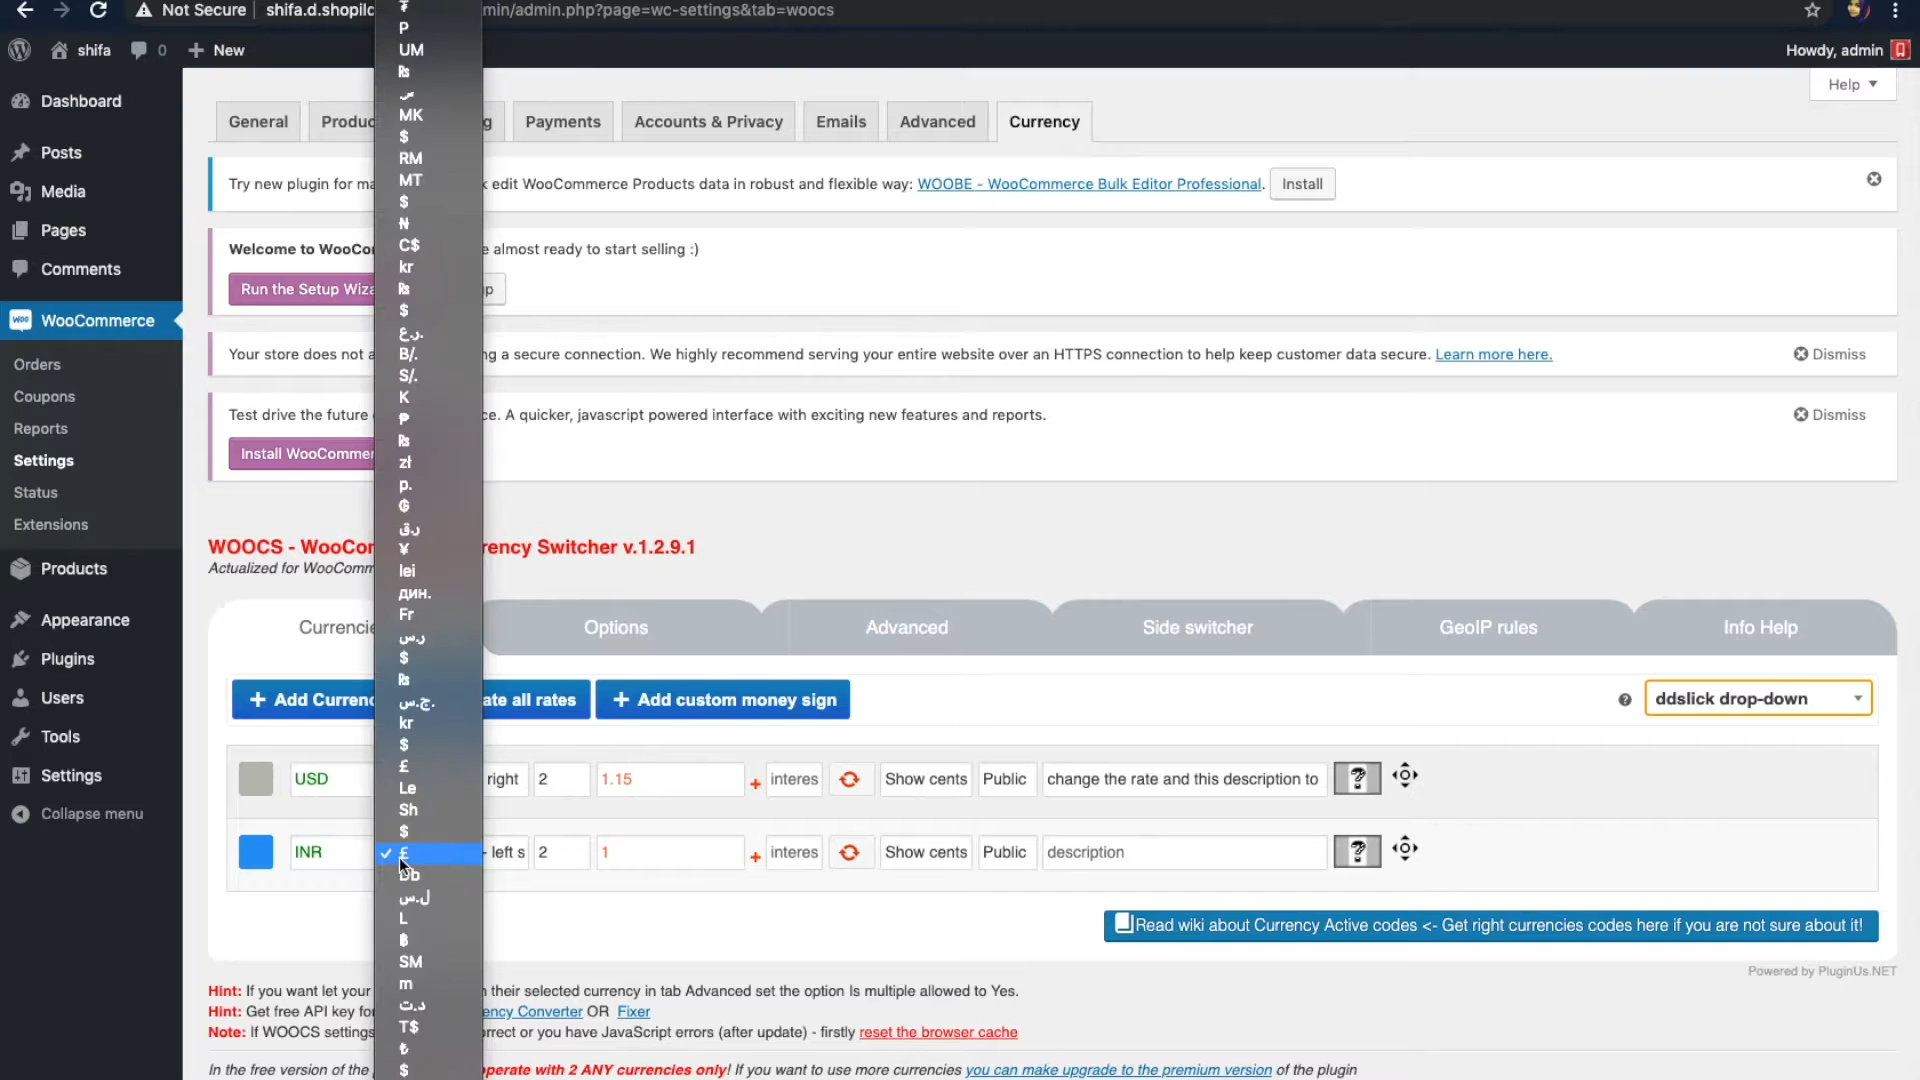 Not Secure shifa.d.shopilo min/admin.php?page=wc-settings&tab=woocs
shifa 0 New Howdy, admin
Help
Dashboard
Posts
Media
Pages
Comments
WooCommerce
Orders
Coupons
Reports
Settings
Status
Extensions
Products
Appearance
Plugins
Users
Tools
Settings
Collapse menu
General Produc g Payments Accounts & Privacy Emails Advanced Currency
Try new plugin for ma k edit WooCommerce Products data in robust and flexible way: WOOBE - WooCommerce Bulk Editor Professional. Install
Welcome to WooCo e almost ready to start selling :)
Run the Setup Wiza p
Your store does not a ng a secure connection. We highly recommend serving your entire website over an HTTPS connection to help keep customer data secure. Learn more here. Dismiss
Test drive the future ce. A quicker, javascript powered interface with exciting new features and reports. Dismiss
Install WooCommer
WOOCS - WooCo rency Switcher v.1.2.9.1
Actualized for WooComm
Currencie Options Advanced Side switcher GeoIP rules Info Help
+ Add Currenc ate all rates + Add custom money sign ddslick drop-down
USD right 2 1.15 + interes Show cents Public change the rate and this description to
INR - left s 2 1 + interes Show cents Public description
Read wiki about Currency Active codes <- Get right currencies codes here if you are not sure about it!
Powered by PluginUs.NET
Hint: If you want let your their selected currency in tab Advanced set the option Is multiple allowed to Yes.
Hint: Get free API key for ency Converter OR Fixer
Note: If WOOCS settings rrect or you have JavaScript errors (after update) - firstly reset the browser cache
In the free version of the operate with 2 ANY currencies only! If you want to use more currencies you can make upgrade to the premium version of the plugin
₮
P
UM
₨
.ރ
MK
$
RM
MT
$
₦
C$
kr
₨
$
ر.ع.
B/.
S/.
K
₱
₨
zł
р.
₲
ر.ق
¥
lei
дин.
Fr
ر.س
$
₨
ج.س.
kr
$
£
Le
Sh
$
£
Db
ل.س
L
฿
SM
m
د.ت
T$
₺
$